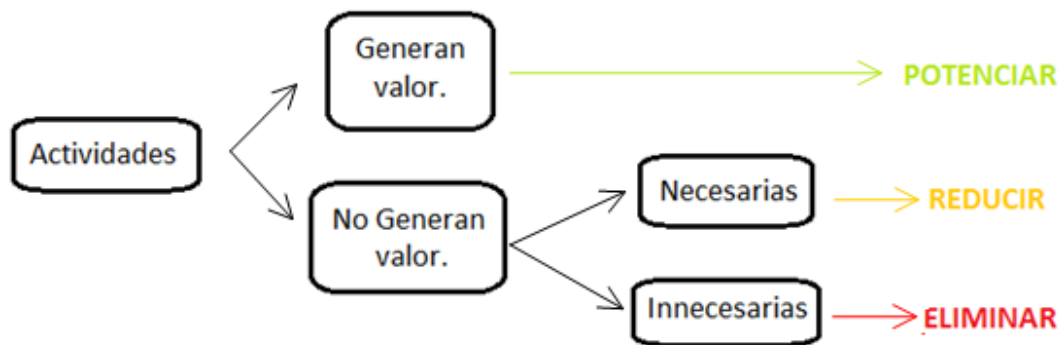 Generan
valor.
POTENCIAR
Actividades
No Generan
valor.
Necesarias
REDUCIR
Innecesarias
ELIMINAR